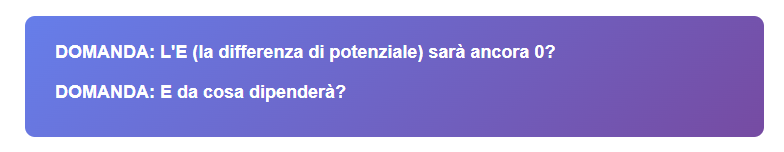 DOMANDA: L'E (la differenza di potenziale) sarà ancora 0?
DOMANDA: E da cosa dipenderà?